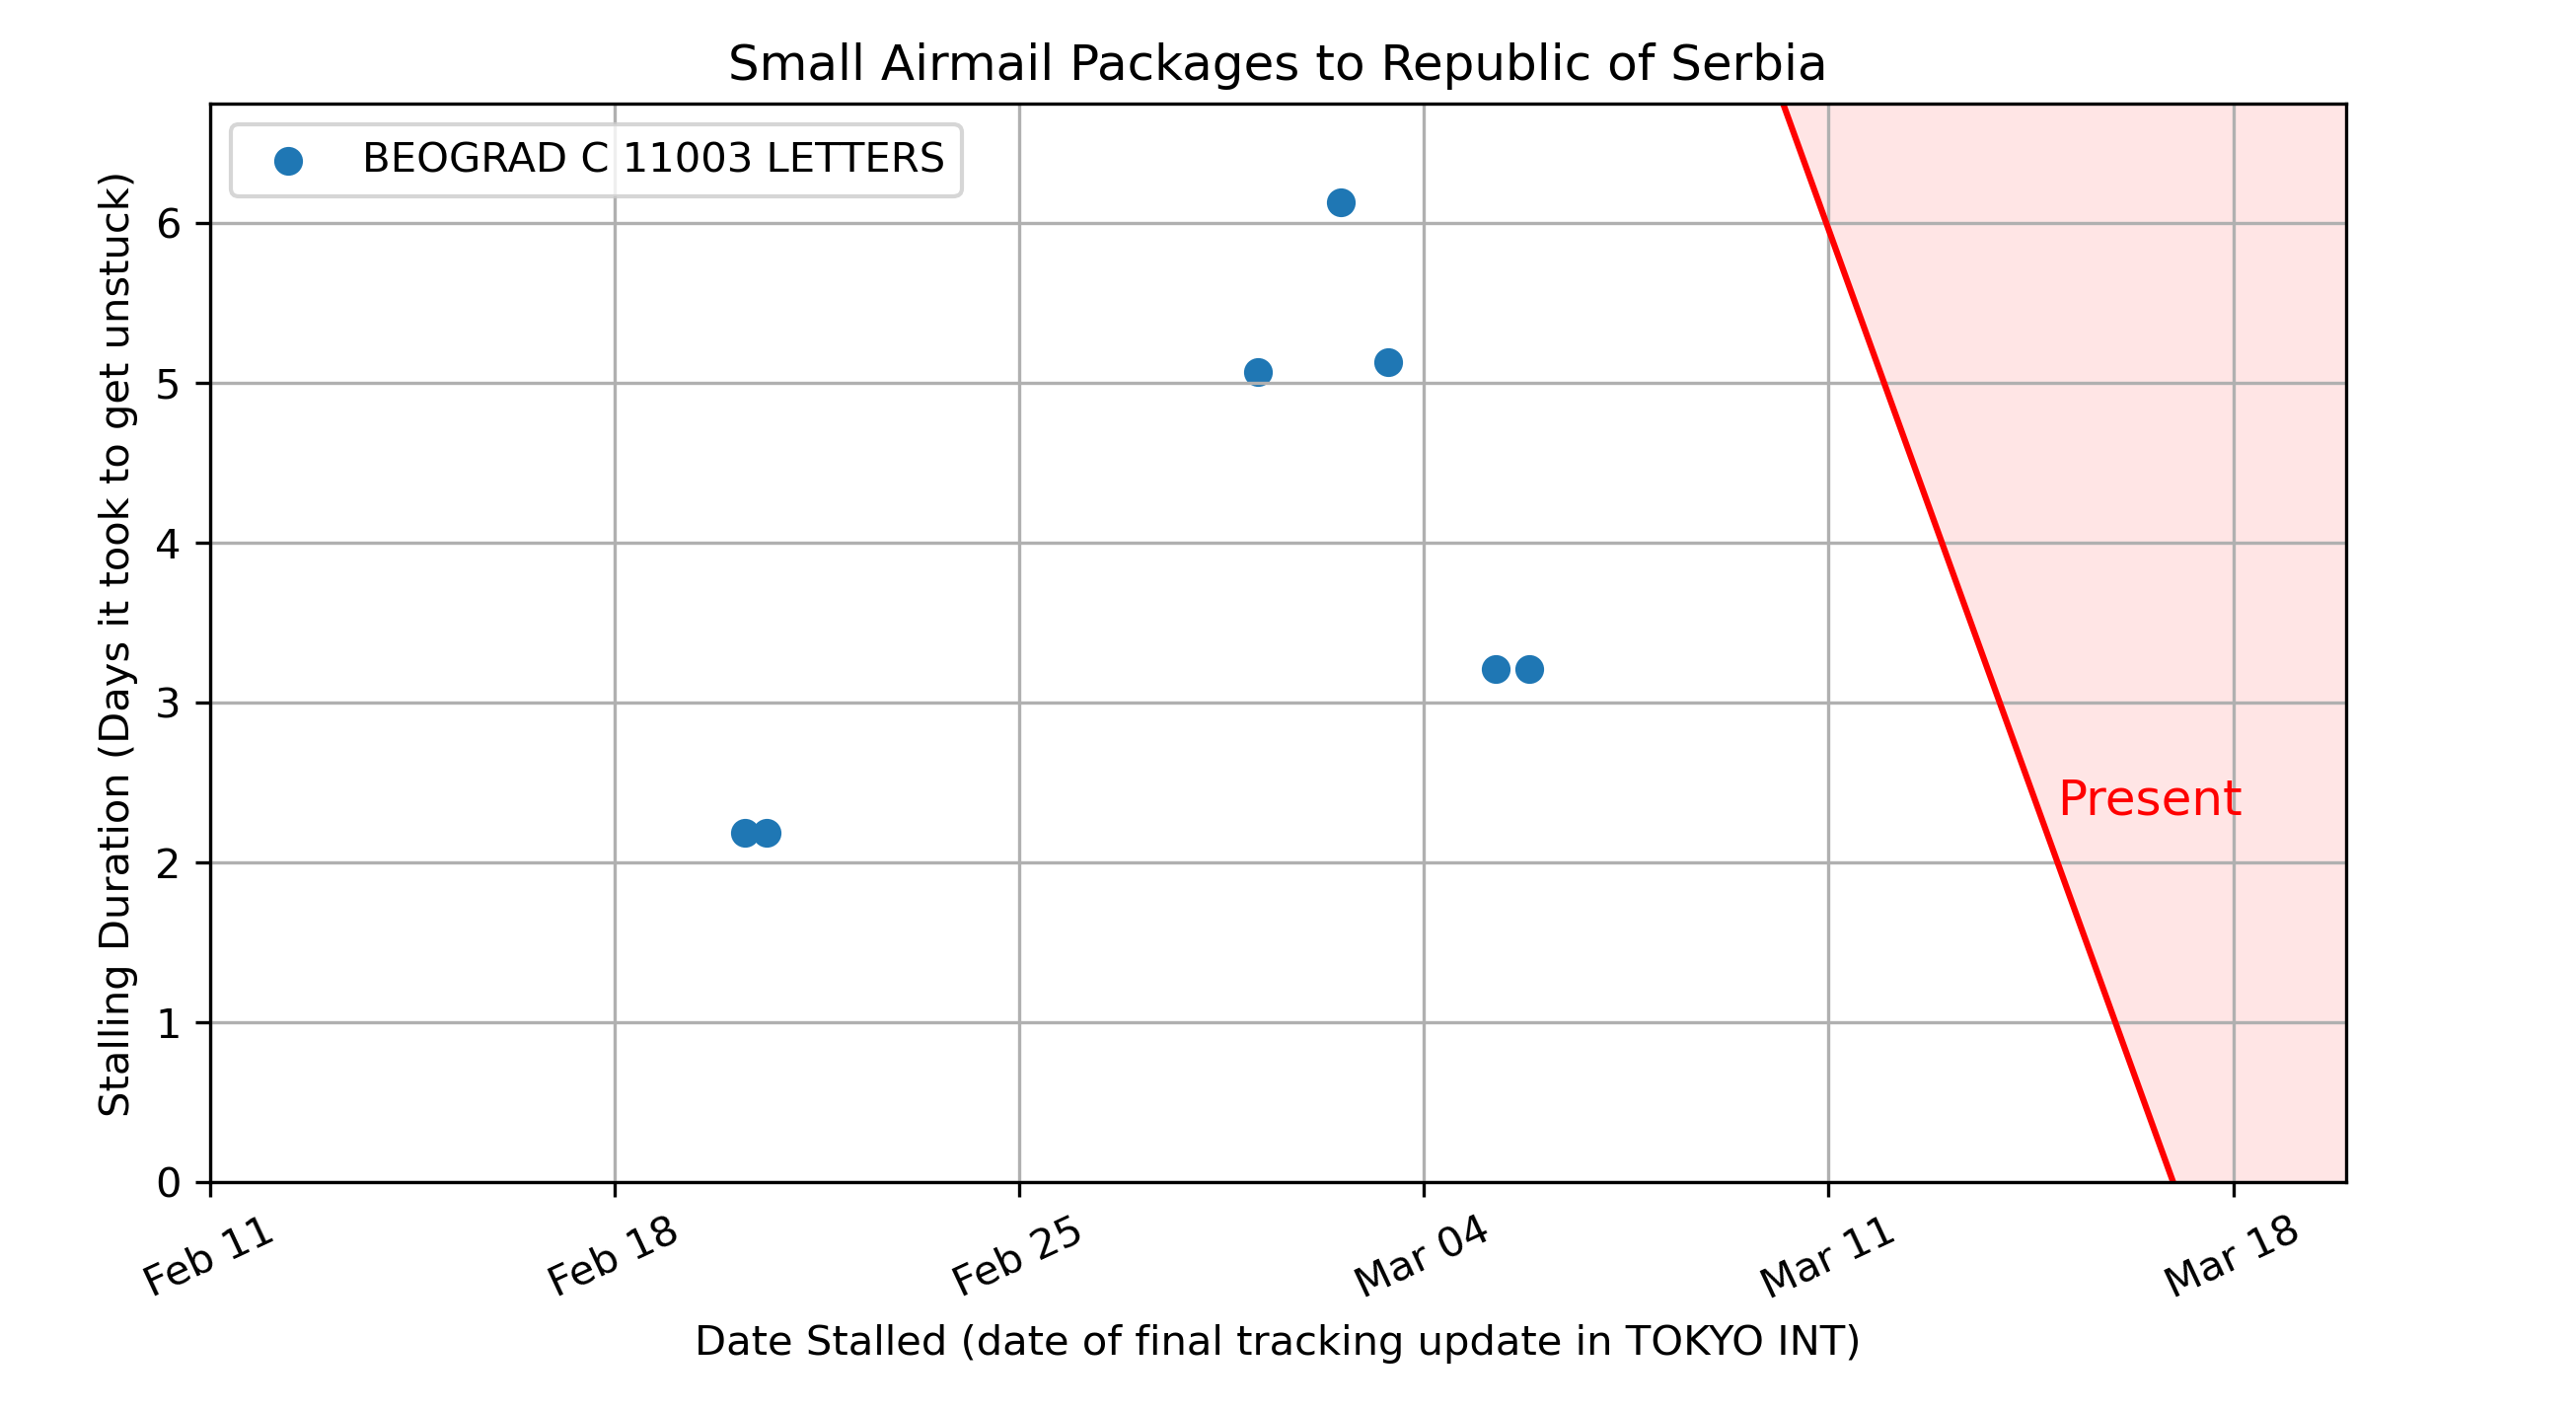 Small Airmail Packages to Republic of Serbia
BEOGRAD C 11003 LETTERS
Stalling Duration (Days it took to get unstuck)
6
5
4
3
2
1
0
Present
Feb 11
Feb 18
Feb 25
Mar 04
Mar 11
Mar 18
Date Stalled (date of final tracking update in TOKYO INT)